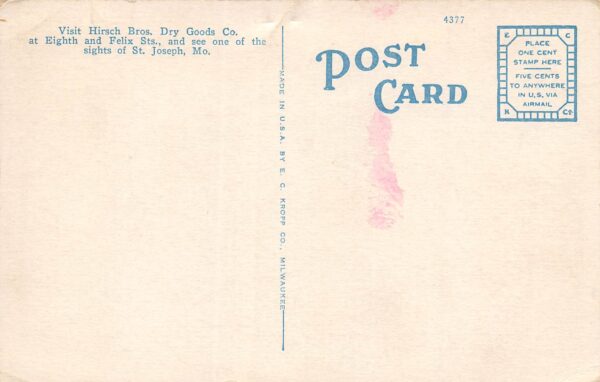 Visit Hirsch Bros. Dry Goods Co.
at Eighth and Felix Sts., and see one of the
sights of St. Joseph, Mo.
MADE IN U.S.A. BY E. C. KROPP CO., MILWAUKEE
4377
POST
CARD
E C
PLACE
ONE CENT
STAMP HERE
FIVE CENTS
TO ANYWHERE
IN U.S. VIA
AIRMAIL
K Co.